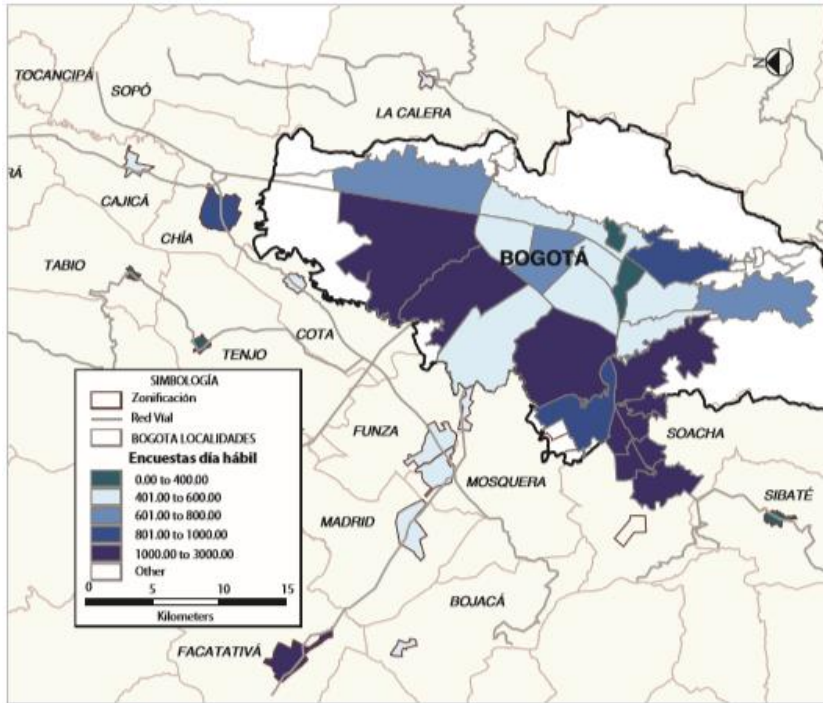 TOCANCIPÁ
SOPÓ
LA CALERA
N
RÁ
CAJICÁ
CHÍA
TABIO
BOGOTÁ
COTA
TENJO
SIMBOLOGÍA
Zonificación
Red Vial
BOGOTA LOCALIDADES
Encuestas día hábil
0.00 to 400.00
401.00 to 600.00
601.00 to 800.00
801.00 to 1000.00
1000.00 to 3000.00
Other
0 5 10 15
Kilometers
FUNZA
SOACHA
MOSQUERA
SIBATÉ
MADRID
BOJACÁ
FACATATIVÁ